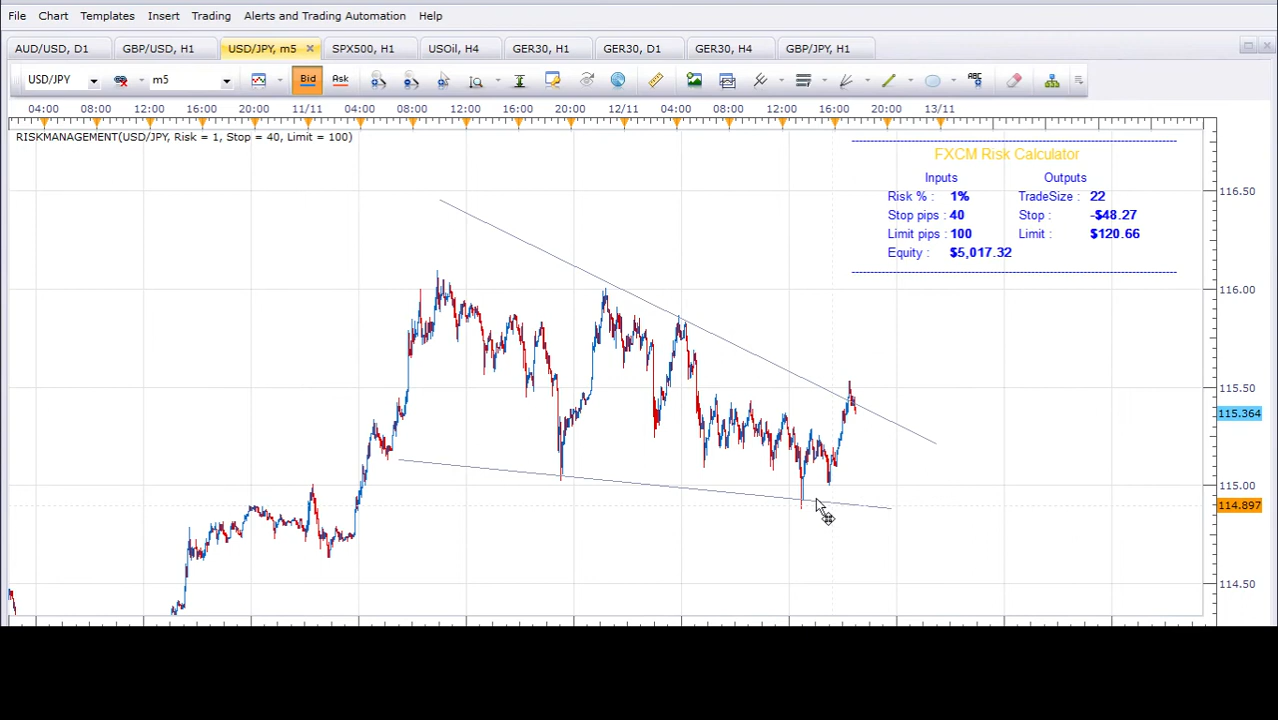 File Chart Templates Insert Trading Alerts and Trading Automation Help
AUD/USD, D1 GBP/USD, H1 USD/JPY, m5 SPX500, H1 USOil, H4 GER30, H1 GER30, D1 GER30, H4 GBP/JPY, H1
USD/JPY m5 Bid Ask ABC
04:00 08:00 12:00 16:00 20:00 11/11 04:00 08:00 12:00 16:00 20:00 12/11 04:00 08:00 12:00 16:00 20:00 13/11
RISKMANAGEMENT(USD/JPY, Risk = 1, Stop = 40, Limit = 100)
FXCM Risk Calculator
Inputs Outputs
Risk % : 1% TradeSize : 22
Stop pips : 40 Stop : -$48.27
Limit pips : 100 Limit : $120.66
Equity : $5,017.32
116.50
116.00
115.50
115.364
115.00
114.897
114.50